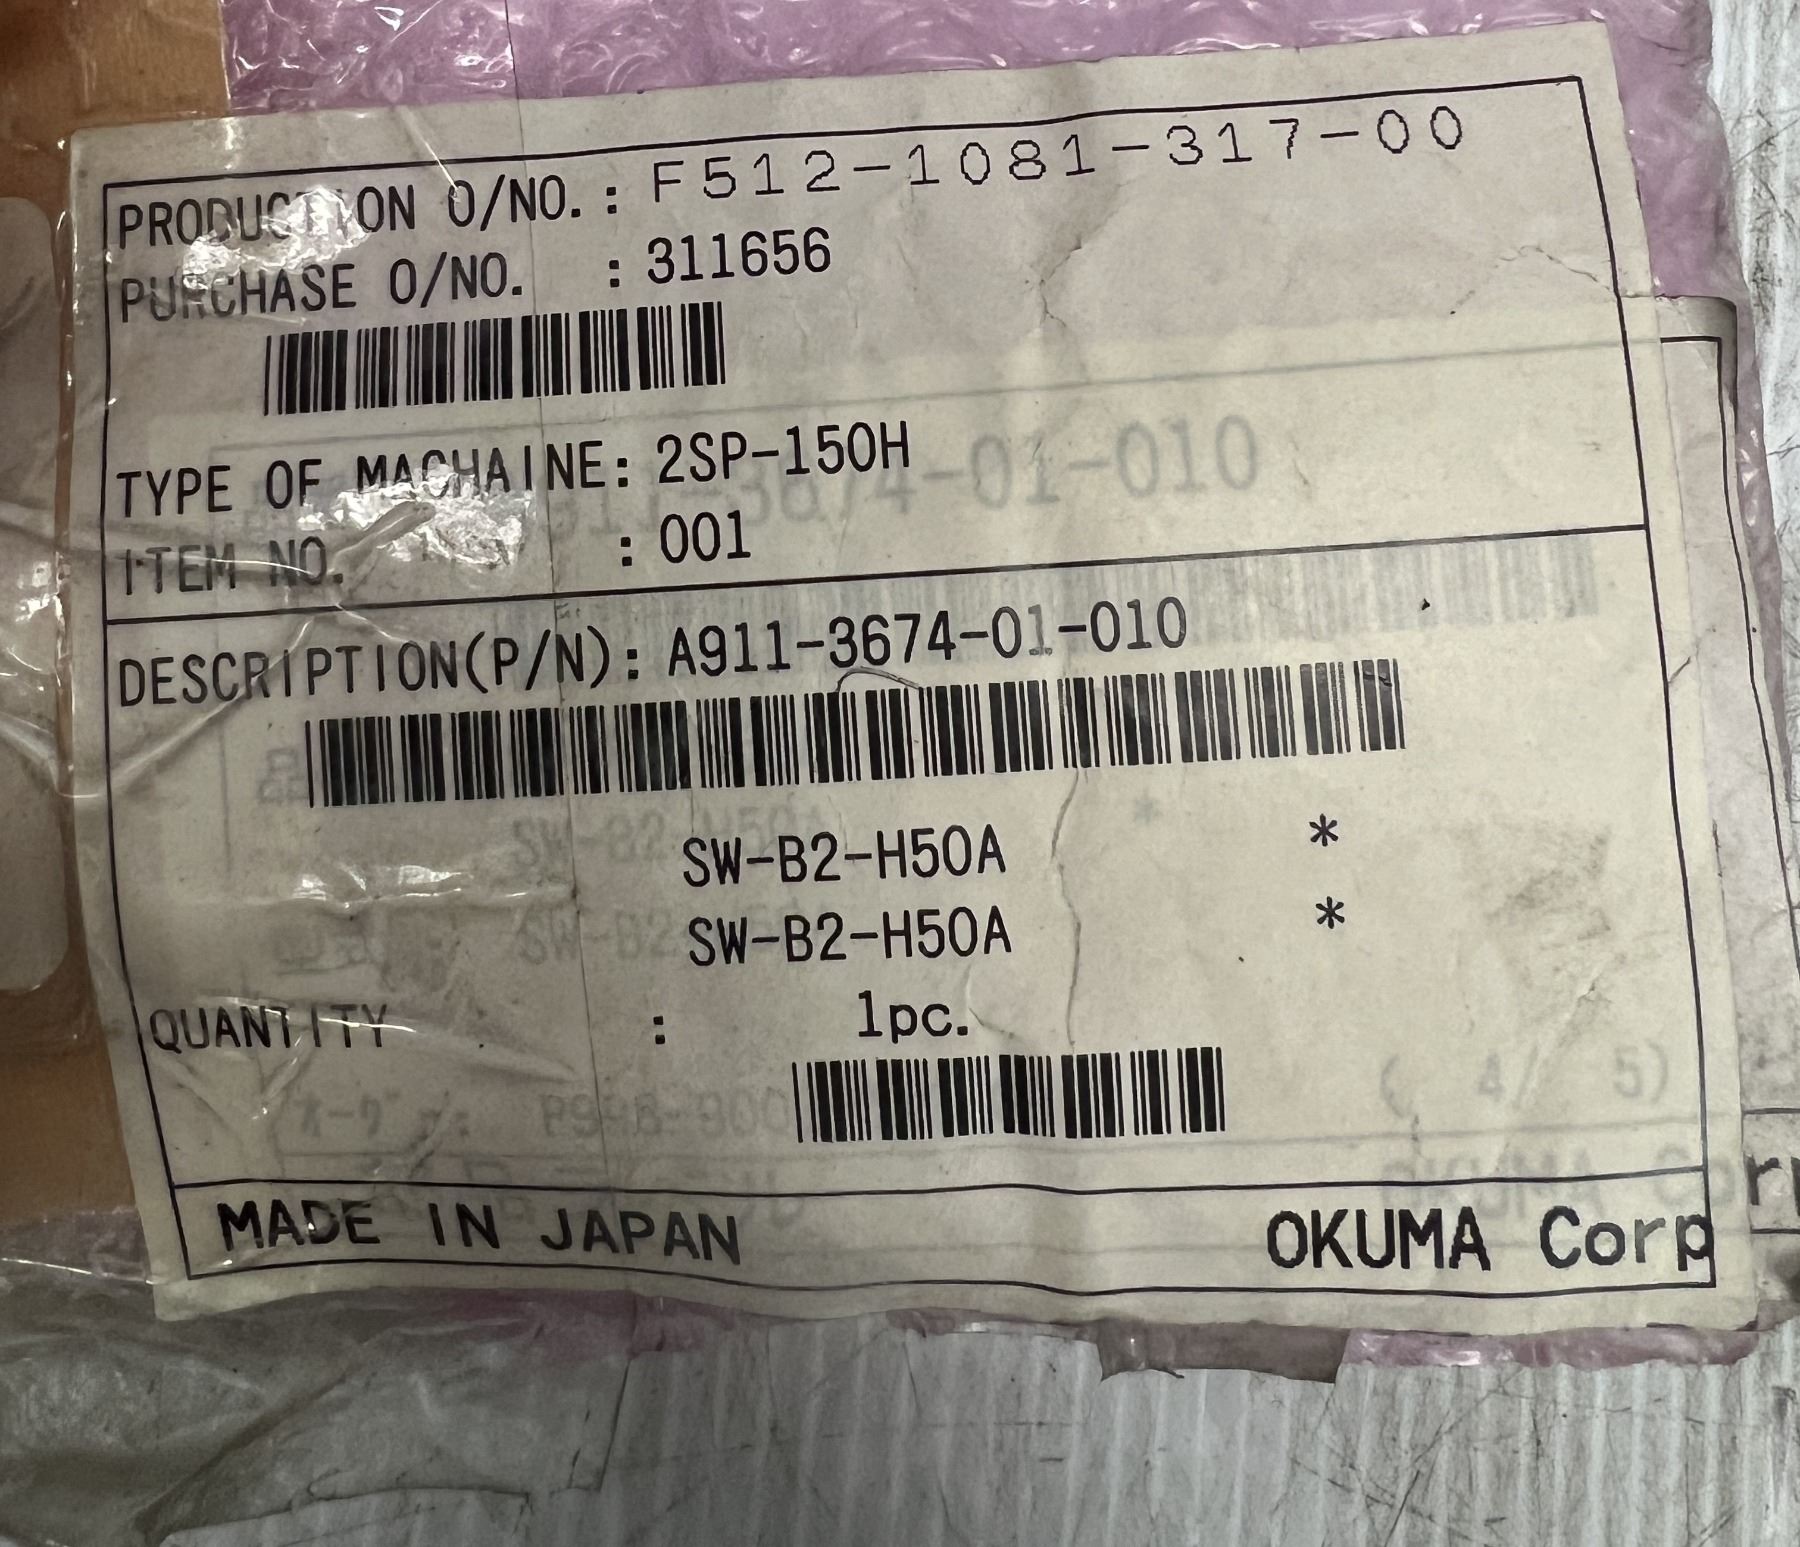 PRODUCTION O/NO. : F512-1081-317-00
PURCHASE O/NO. : 311656
TYPE OF MACHAINE: 2SP-150H
ITEM NO. : 001
DESCRIPTION(P/N): A911-3674-01-010
SW-B2-H50A *
SW-B2-H50A *
QUANTITY : 1pc.
MADE IN JAPAN OKUMA Corp